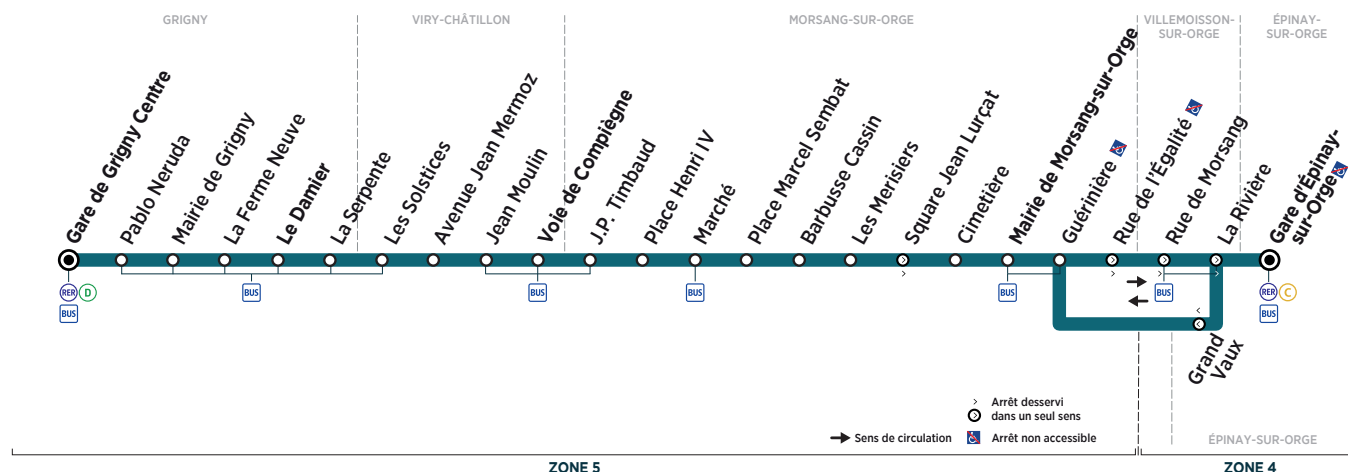 GRIGNY
VIRY-CHÂTILLON
MORSANG-SUR-ORGE
VILLEMOISSON-
SUR-ORGE
ÉPINAY-
SUR-ORGE
Gare de Grigny Centre
Pablo Neruda
Mairie de Grigny
La Ferme Neuve
Le Damier
La Serpente
Les Solstices
Avenue Jean Mermoz
Jean Moulin
Voie de Compiègne
J.P. Timbaud
Place Henri IV
Marché
Place Marcel Sembat
Barbusse Cassin
Les Merisiers
Square Jean Lurçat
Cimetière
Mairie de Morsang-sur-Orge
Guérinière
Rue de l'Égalité
Rue de Morsang
La Rivière
Gare d'Épinay-
sur-Orge
RER D
BUS
BUS
BUS
BUS
BUS
BUS
RER C
BUS
Grand
Vaux
Arrêt desservi
dans un seul sens
Sens de circulation
Arrêt non accessible
ÉPINAY-SUR-ORGE
ZONE 5
ZONE 4